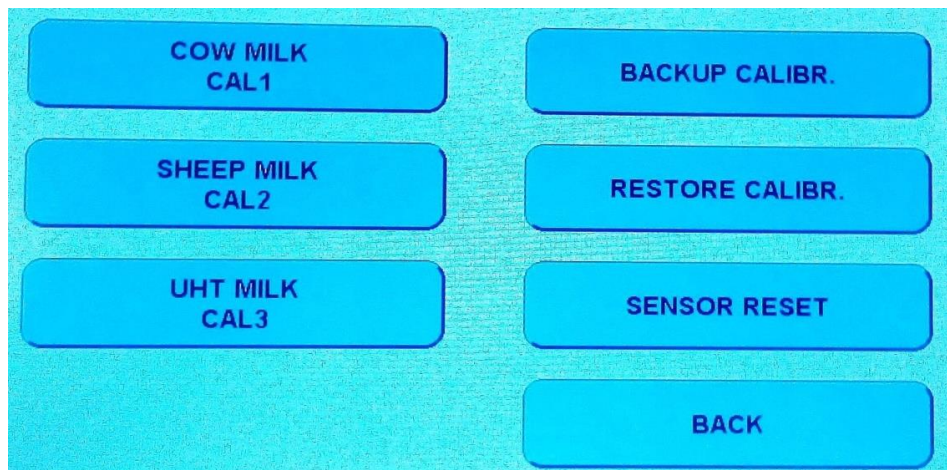 COW MILK
CAL1
SHEEP MILK
CAL2
UHT MILK
CAL3
BACKUP CALIBR.
RESTORE CALIBR.
SENSOR RESET
BACK